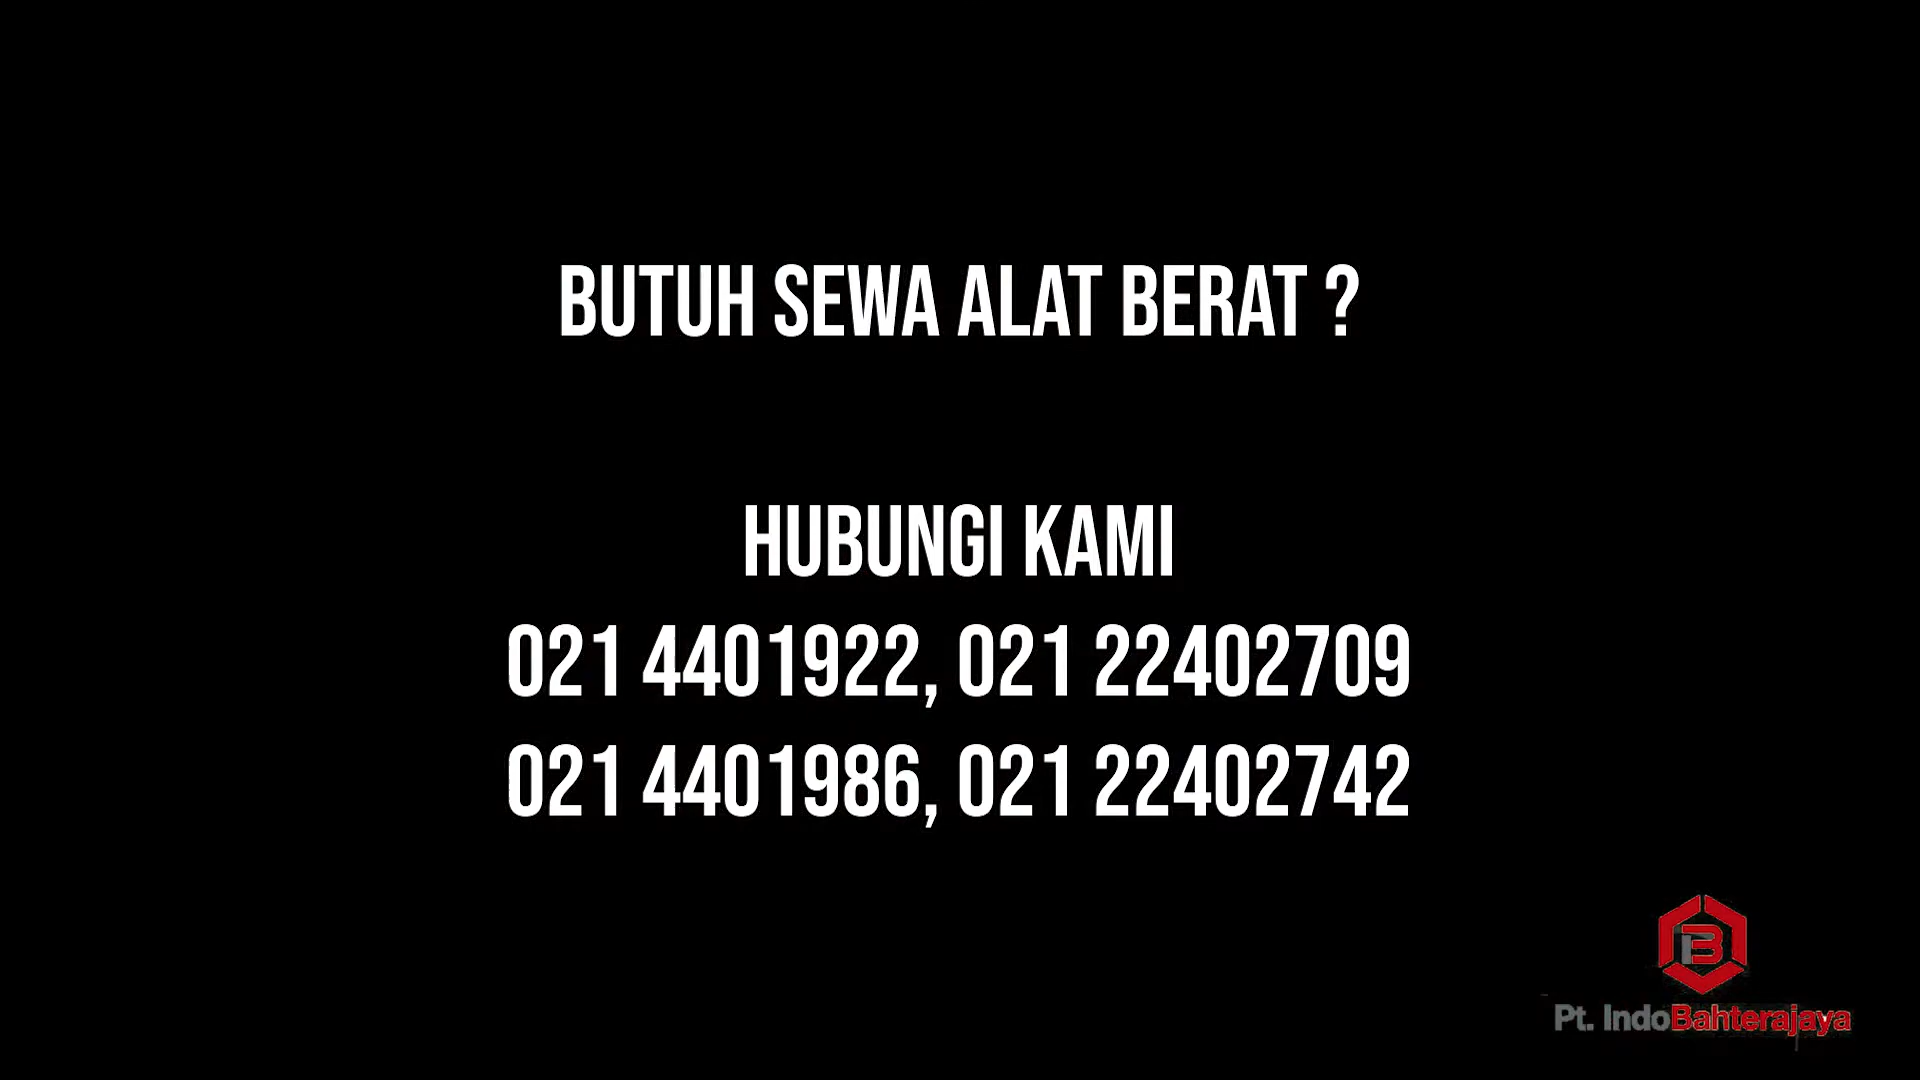 BUTUH SEWA ALAT BERAT ?
HUBUNGI KAMI
021 4401922, 021 22402709
021 4401986, 021 22402742
B
Pt. IndoBahterajaya